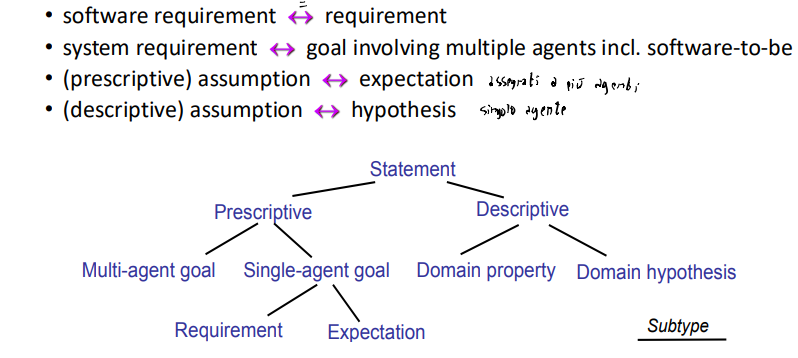 • software requirement ↔ requirement
• system requirement ↔ goal involving multiple agents incl. software-to-be
• (prescriptive) assumption ↔ expectation assegnati a più agenti
• (descriptive) assumption ↔ hypothesis singolo agente
Statement
Prescriptive Descriptive
Multi-agent goal Single-agent goal Domain property Domain hypothesis
Requirement Expectation Subtype